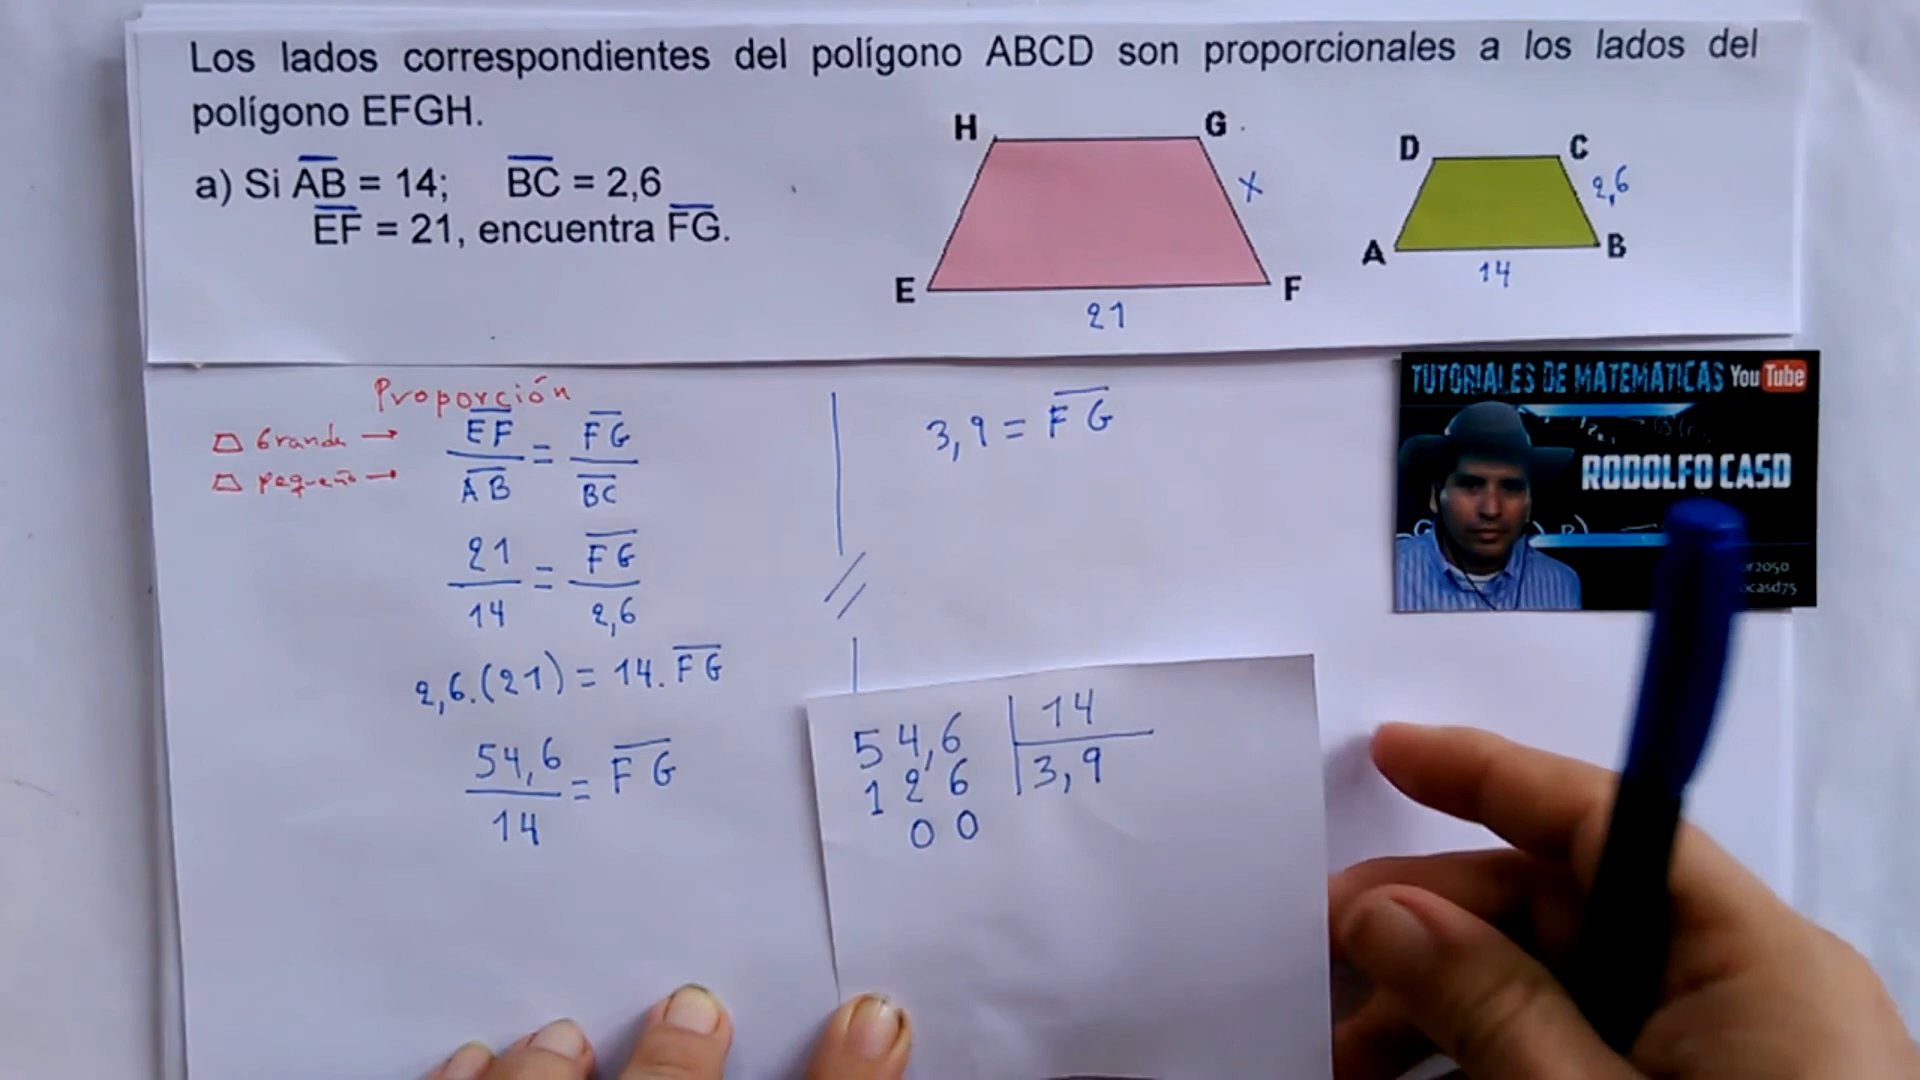 Los lados correspondientes del polígono ABCD son proporcionales a los lados del
polígono EFGH.
a) Si AB = 14; BC = 2,6
EF = 21, encuentra FG.
H G
x
E F
21
D C
2,6
A B
14
Proporción
Grande → EF = FG
pequeño → AB BC
21 = FG
14 2,6
2,6.(21) = 14. FG
54,6 = FG
14
3,9 = FG
54,6 14
126 3,9
00
TUTORIALES DE MATEMATICAS YouTube
RODOLFO CASD